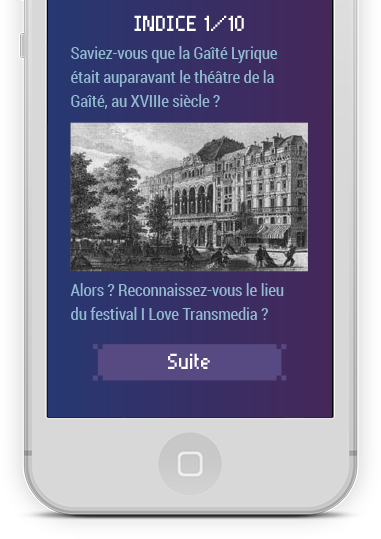 INDICE 1/10
Saviez-vous que la Gaîté Lyrique
était auparavant le théâtre de la
Gaîté, au XVIIIe siècle ?
Alors ? Reconnaissez-vous le lieu
du festival I Love Transmedia ?
Suite